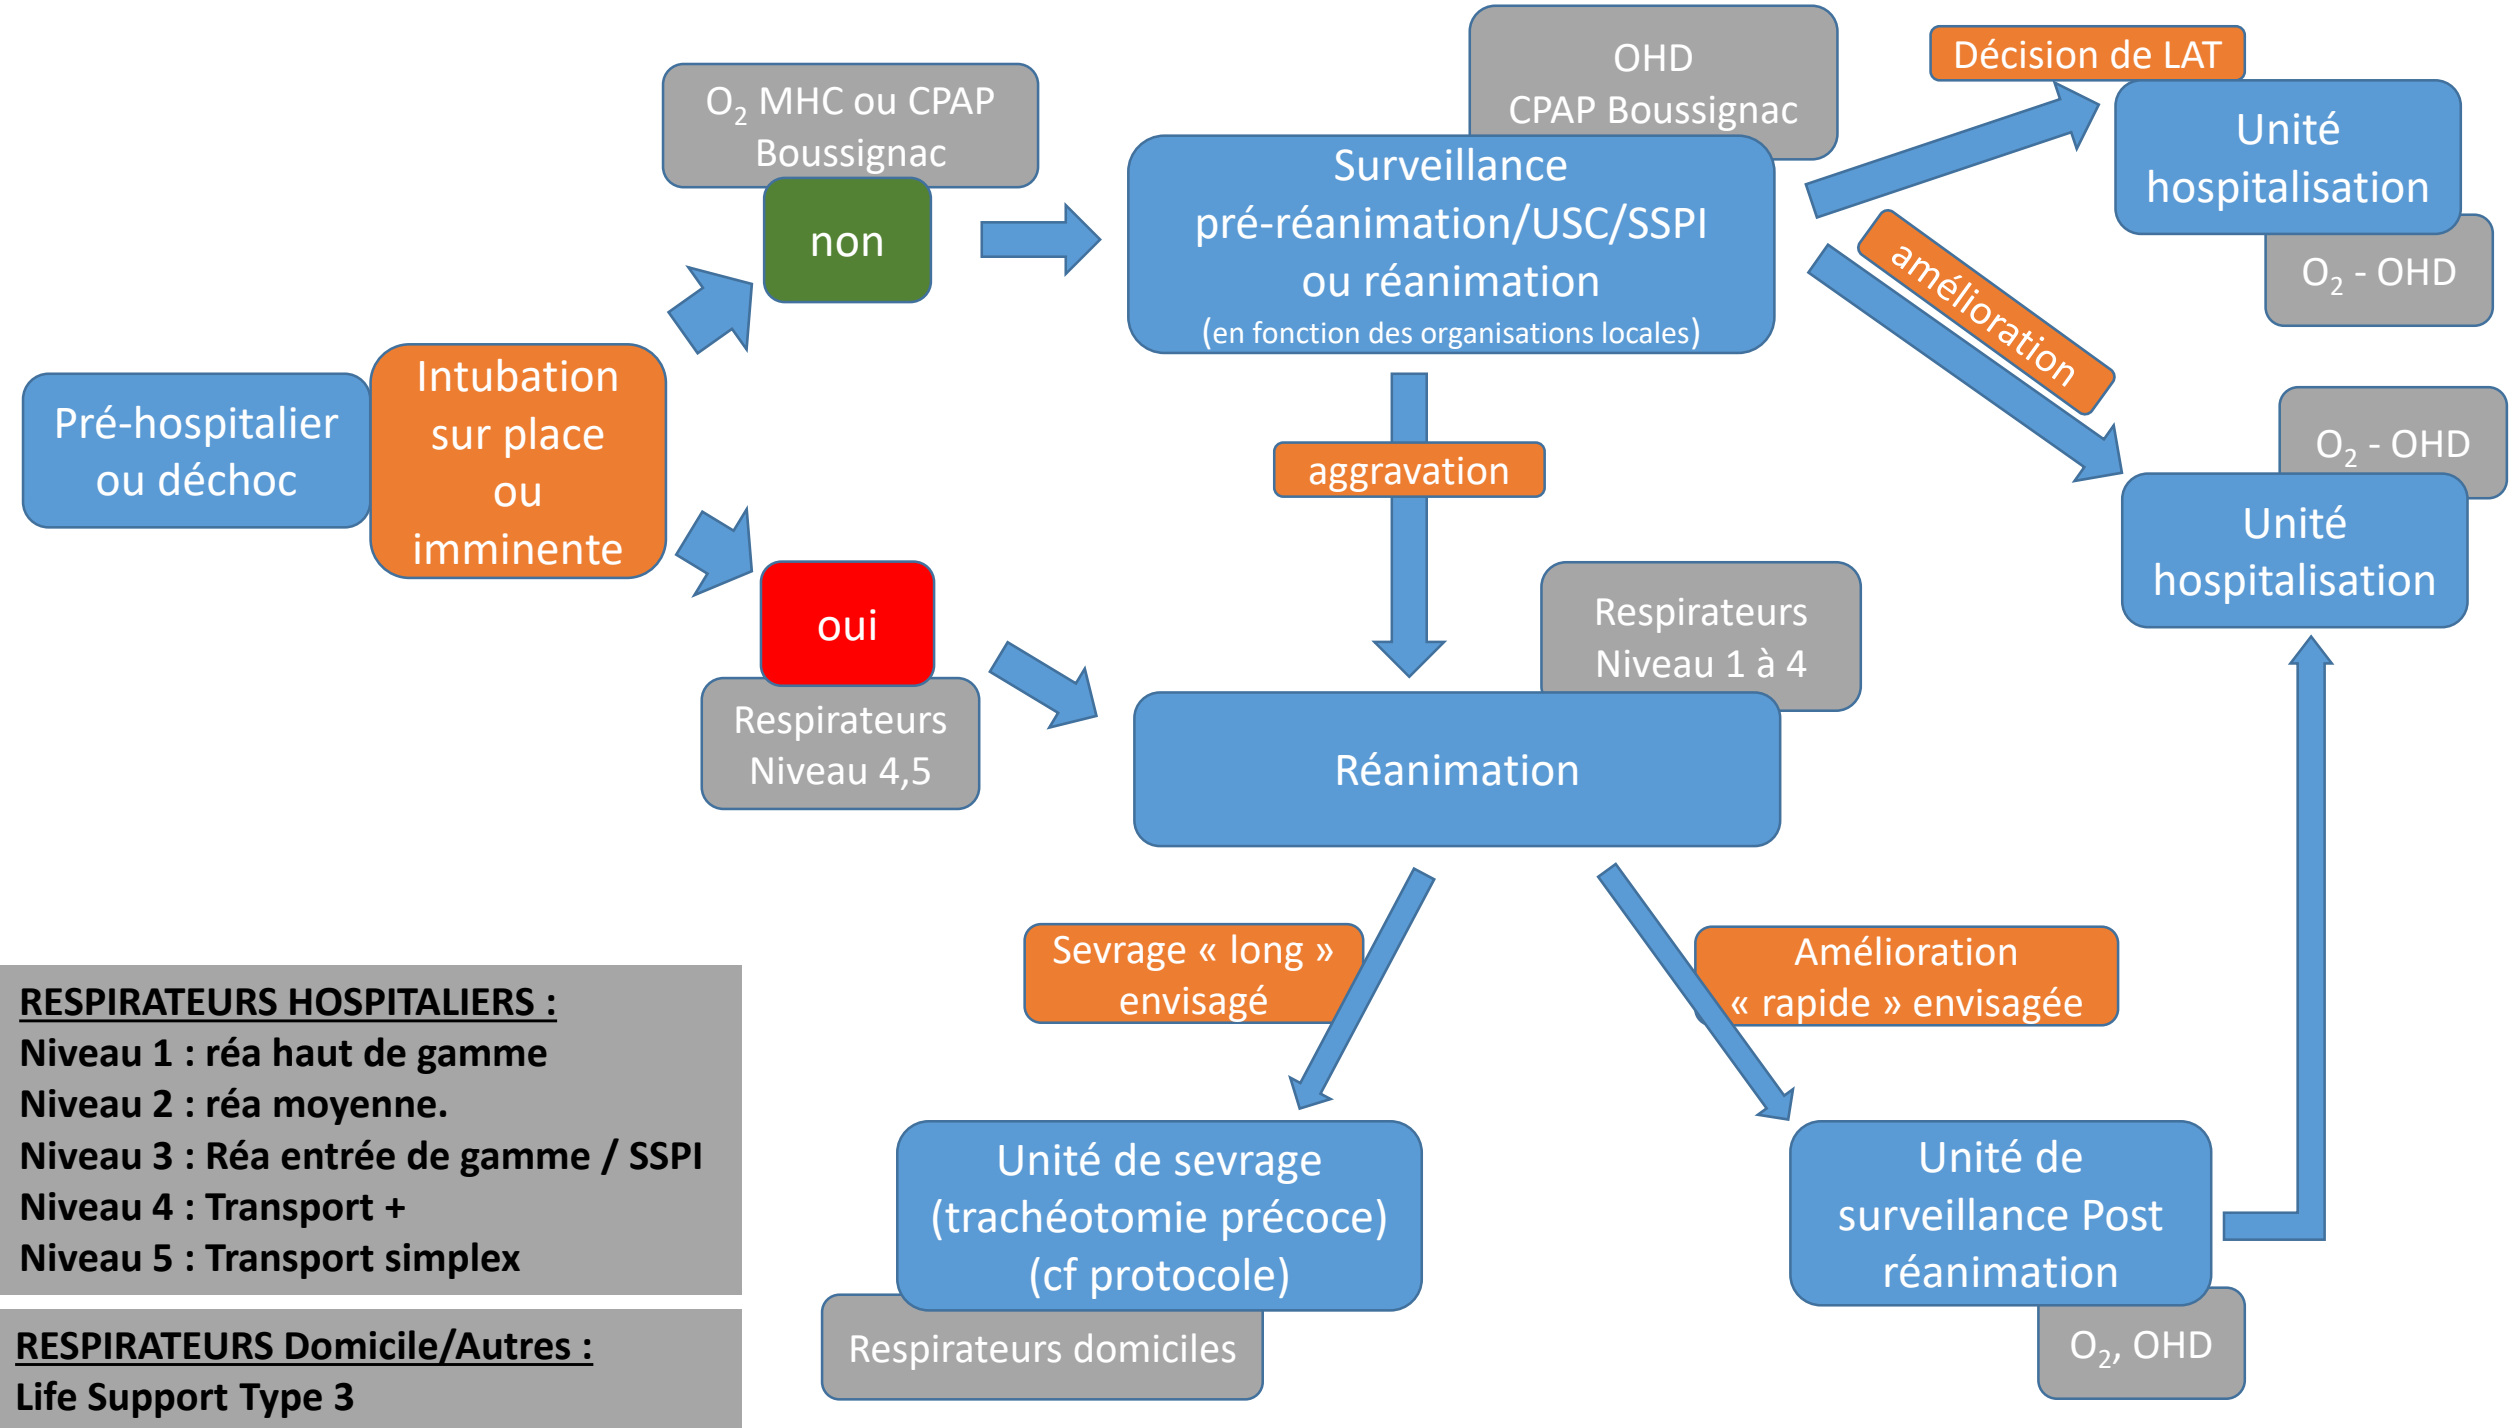 O2 MHC ou CPAP
Boussignac
non
OHD
CPAP Boussignac
Surveillance
pré-réanimation/USC/SSPI
ou réanimation
(en fonction des organisations locales)
Décision de LAT
Unité
hospitalisation
O2 - OHD
amélioration
O2 - OHD
Unité
hospitalisation
Pré-hospitalier
ou déchoc
Intubation
sur place
ou
imminente
aggravation
oui
Respirateurs
Niveau 4,5
Respirateurs
Niveau 1 à 4
Réanimation
Sevrage « long »
envisagé
Amélioration
« rapide » envisagée
Unité de sevrage
(trachéotomie précoce)
(cf protocole)
Respirateurs domiciles
Unité de
surveillance Post
réanimation
O2, OHD
RESPIRATEURS HOSPITALIERS :
Niveau 1 : réa haut de gamme
Niveau 2 : réa moyenne.
Niveau 3 : Réa entrée de gamme / SSPI
Niveau 4 : Transport +
Niveau 5 : Transport simplex
RESPIRATEURS Domicile/Autres :
Life Support Type 3